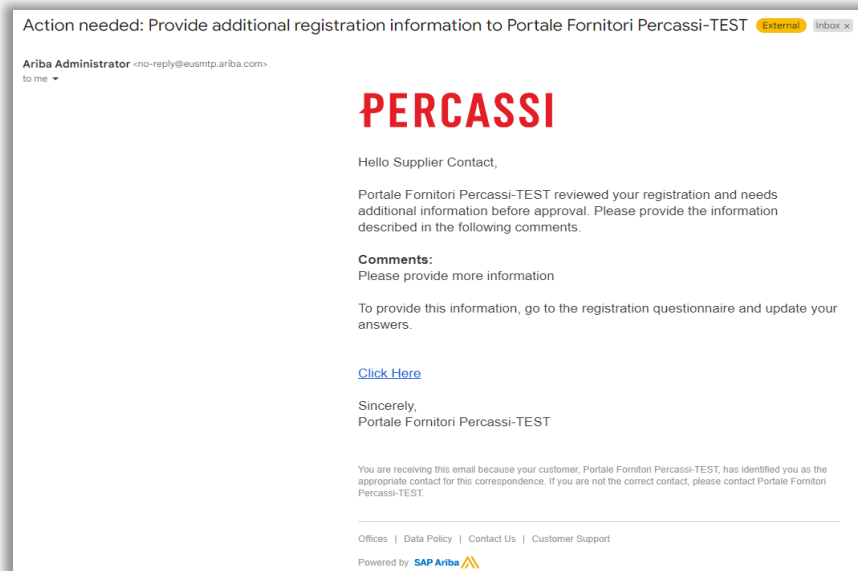 Action needed: Provide additional registration information to Portale Fornitori Percassi-TEST External Inbox ×
Ariba Administrator <no-reply@eusmtp.ariba.com>
to me
PERCASSI
Hello Supplier Contact,
Portale Fornitori Percassi-TEST reviewed your registration and needs
additional information before approval. Please provide the information
described in the following comments.
Comments:
Please provide more information
To provide this information, go to the registration questionnaire and update your
answers.
Click Here
Sincerely,
Portale Fornitori Percassi-TEST
You are receiving this email because your customer, Portale Fornitori Percassi-TEST, has identified you as the
appropriate contact for this correspondence. If you are not the correct contact, please contact Portale Fornitori
Percassi-TEST.
Offices | Data Policy | Contact Us | Customer Support
Powered by SAP Ariba